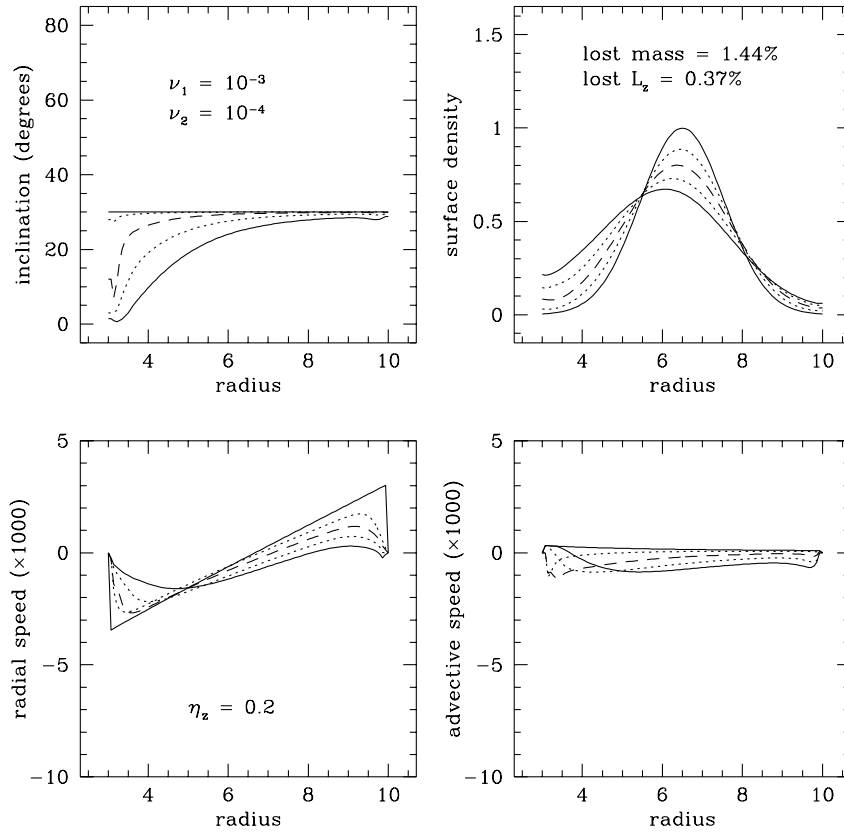 80
60
40
20
0
inclination (degrees)
ν₁ = 10⁻³
ν₂ = 10⁻⁴
4 6 8 10
radius
1.5
1
0.5
0
surface density
lost mass = 1.44%
lost L_z = 0.37%
4 6 8 10
radius
5
0
−5
−10
radial speed (×1000)
η_z = 0.2
4 6 8 10
radius
5
0
−5
−10
advective speed (×1000)
4 6 8 10
radius